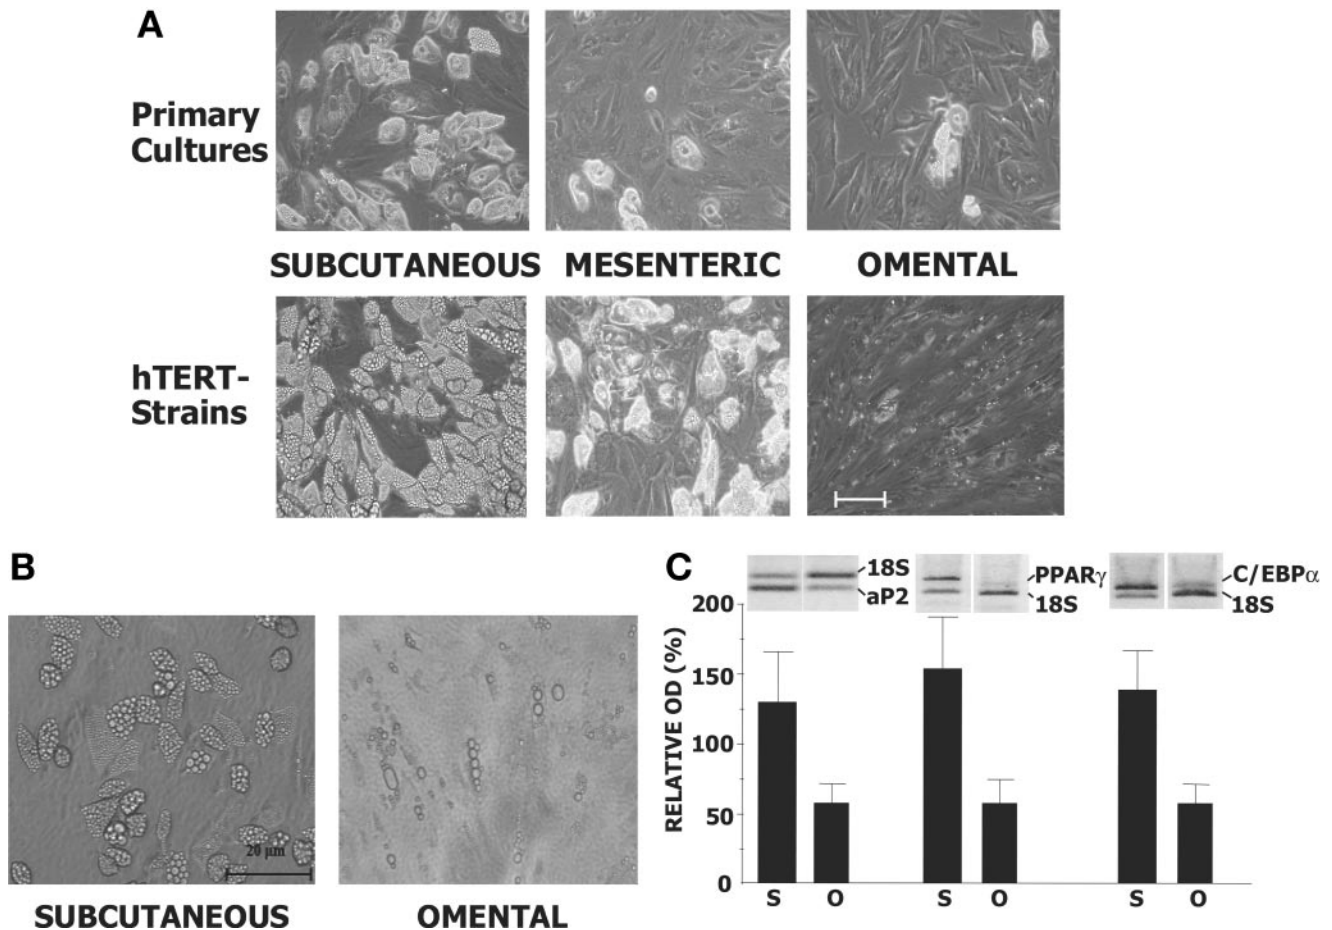 A
Primary
Cultures
SUBCUTANEOUS MESENTERIC OMENTAL
hTERT-
Strains
B
20 µm
SUBCUTANEOUS OMENTAL
C
18S
aP2
PPARγ
18S
C/EBPα
18S
RELATIVE OD (%)
200
150
100
50
0
S O S O S O